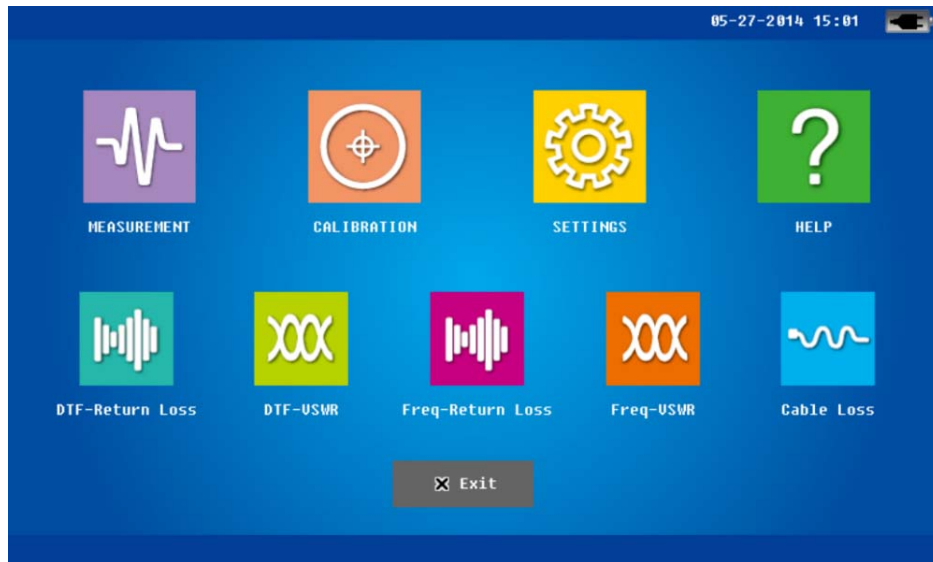 05-27-2014 15:01
MEASUREMENT CALIBRATION SETTINGS HELP
DTF-Return Loss DTF-VSWR Freq-Return Loss Freq-VSWR Cable Loss
Exit